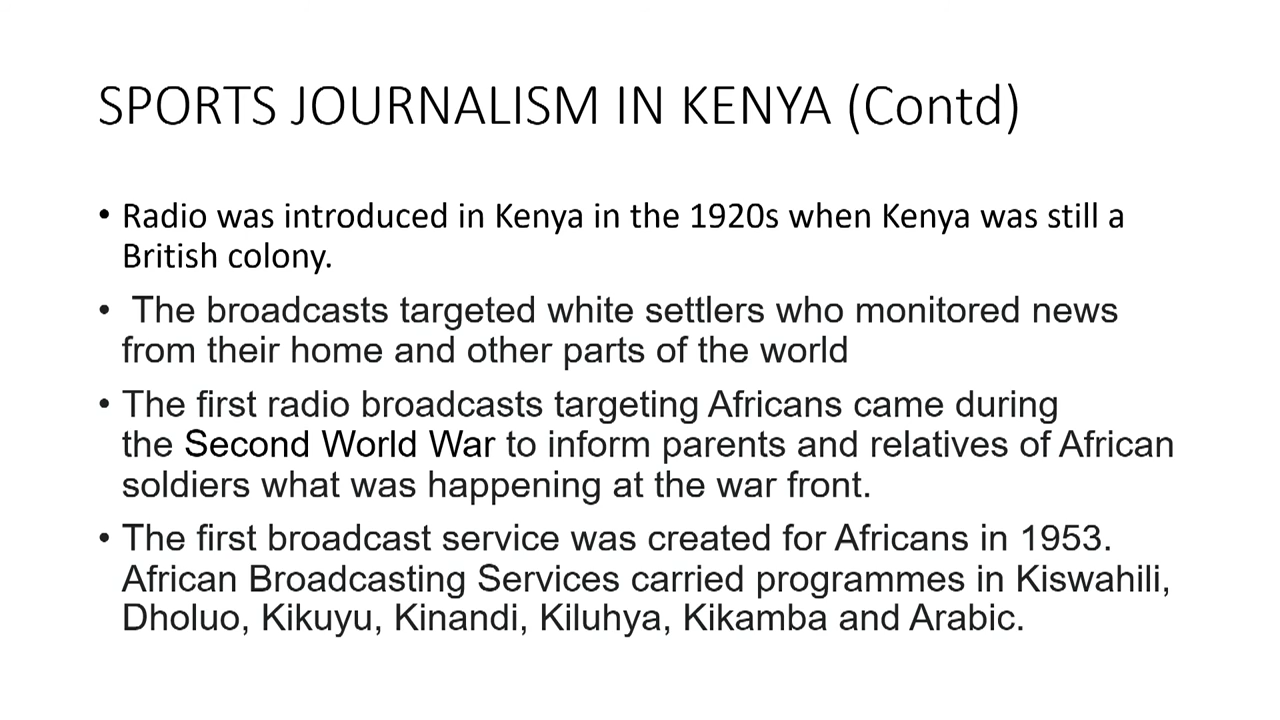 SPORTS JOURNALISM IN KENYA (Contd)
• Radio was introduced in Kenya in the 1920s when Kenya was still a
British colony.
• The broadcasts targeted white settlers who monitored news
from their home and other parts of the world
• The first radio broadcasts targeting Africans came during
the Second World War to inform parents and relatives of African
soldiers what was happening at the war front.
• The first broadcast service was created for Africans in 1953.
African Broadcasting Services carried programmes in Kiswahili,
Dholuo, Kikuyu, Kinandi, Kiluhya, Kikamba and Arabic.